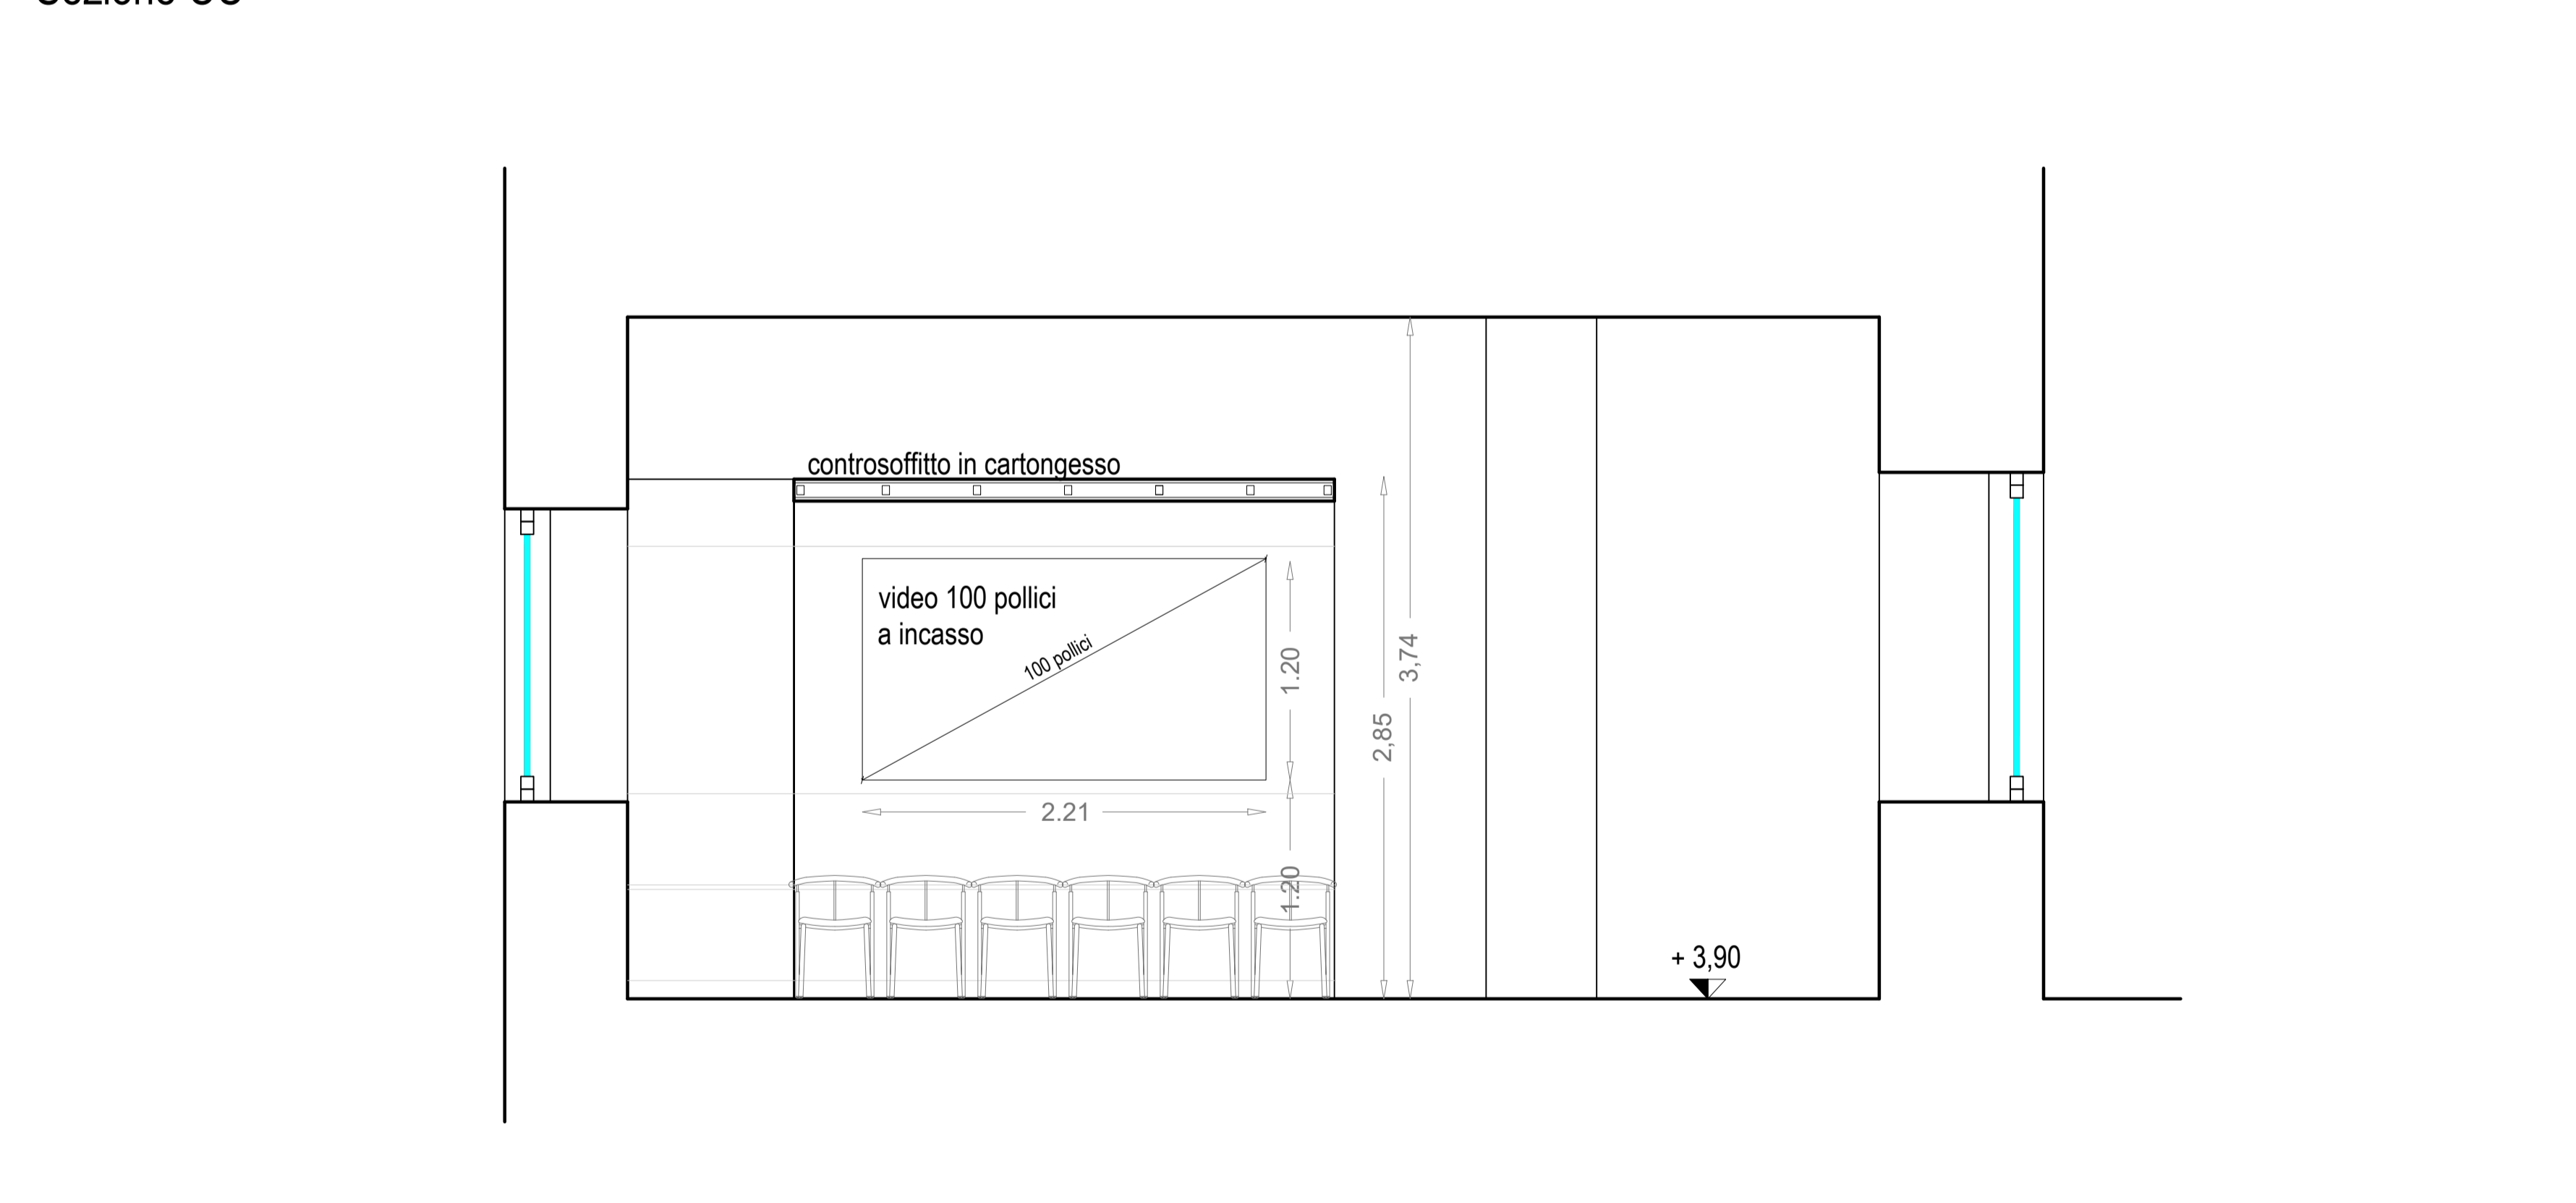 controsoffitto in cartongesso
video 100 pollici
a incasso
100 pollici
1.20
3,74
2,85
2.21
1.20
+ 3,90